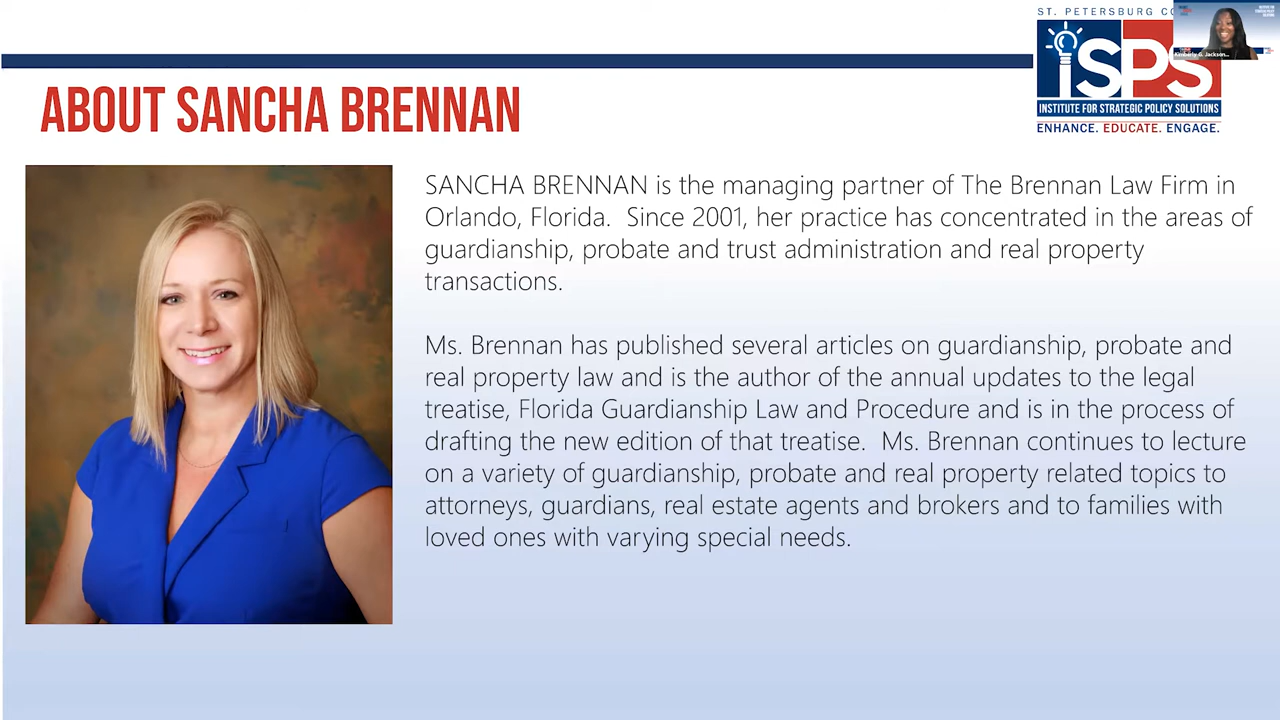 ST. PETERSBURG CO
iSPS
INSTITUTE FOR STRATEGIC POLICY SOLUTIONS
ENHANCE. EDUCATE. ENGAGE.
Kimberly G. Jackson...
ABOUT SANCHA BRENNAN
SANCHA BRENNAN is the managing partner of The Brennan Law Firm in
Orlando, Florida. Since 2001, her practice has concentrated in the areas of
guardianship, probate and trust administration and real property
transactions.
Ms. Brennan has published several articles on guardianship, probate and
real property law and is the author of the annual updates to the legal
treatise, Florida Guardianship Law and Procedure and is in the process of
drafting the new edition of that treatise. Ms. Brennan continues to lecture
on a variety of guardianship, probate and real property related topics to
attorneys, guardians, real estate agents and brokers and to families with
loved ones with varying special needs.